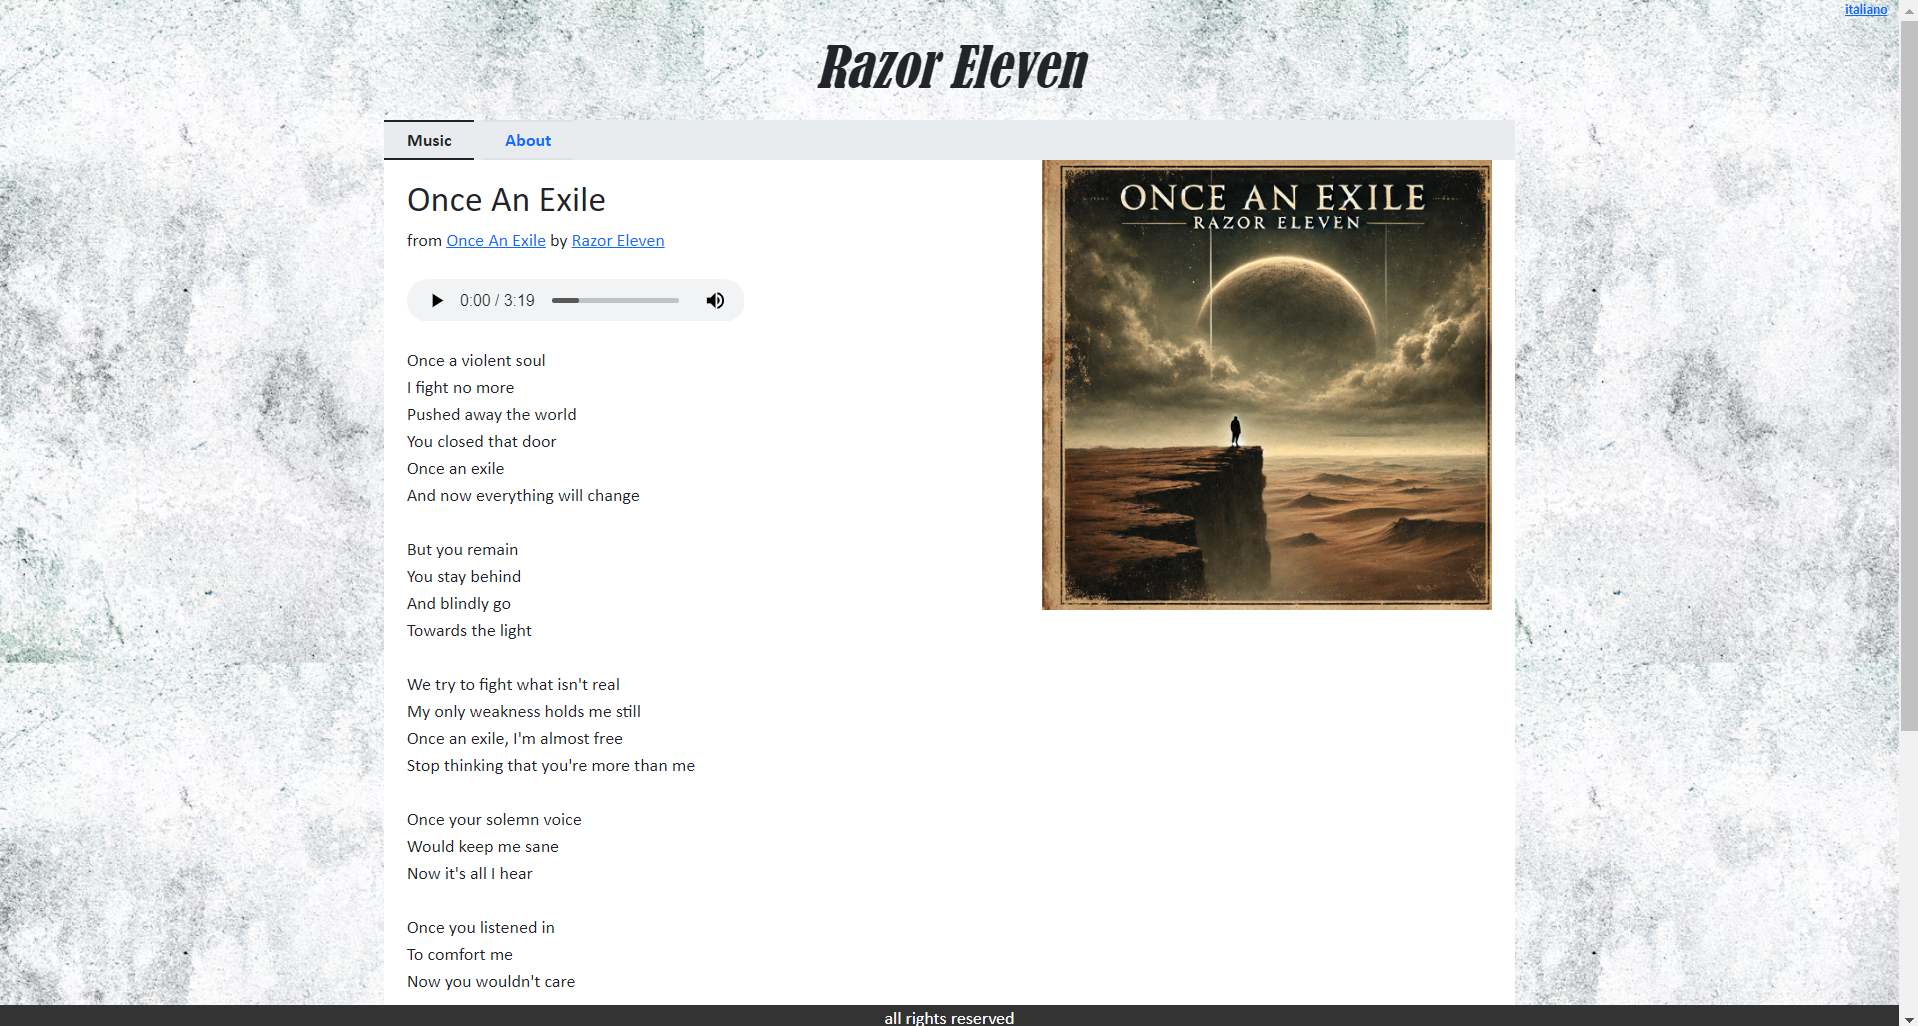 italiano
Razor Eleven
Music
About
Once An Exile
from Once An Exile by Razor Eleven
0:00 / 3:19
ONCE AN EXILE
RAZOR ELEVEN
Once a violent soul
I fight no more
Pushed away the world
You closed that door
Once an exile
And now everything will change
But you remain
You stay behind
And blindly go
Towards the light
We try to fight what isn't real
My only weakness holds me still
Once an exile, I'm almost free
Stop thinking that you're more than me
Once your solemn voice
Would keep me sane
Now it's all I hear
Once you listened in
To comfort me
Now you wouldn't care
all rights reserved